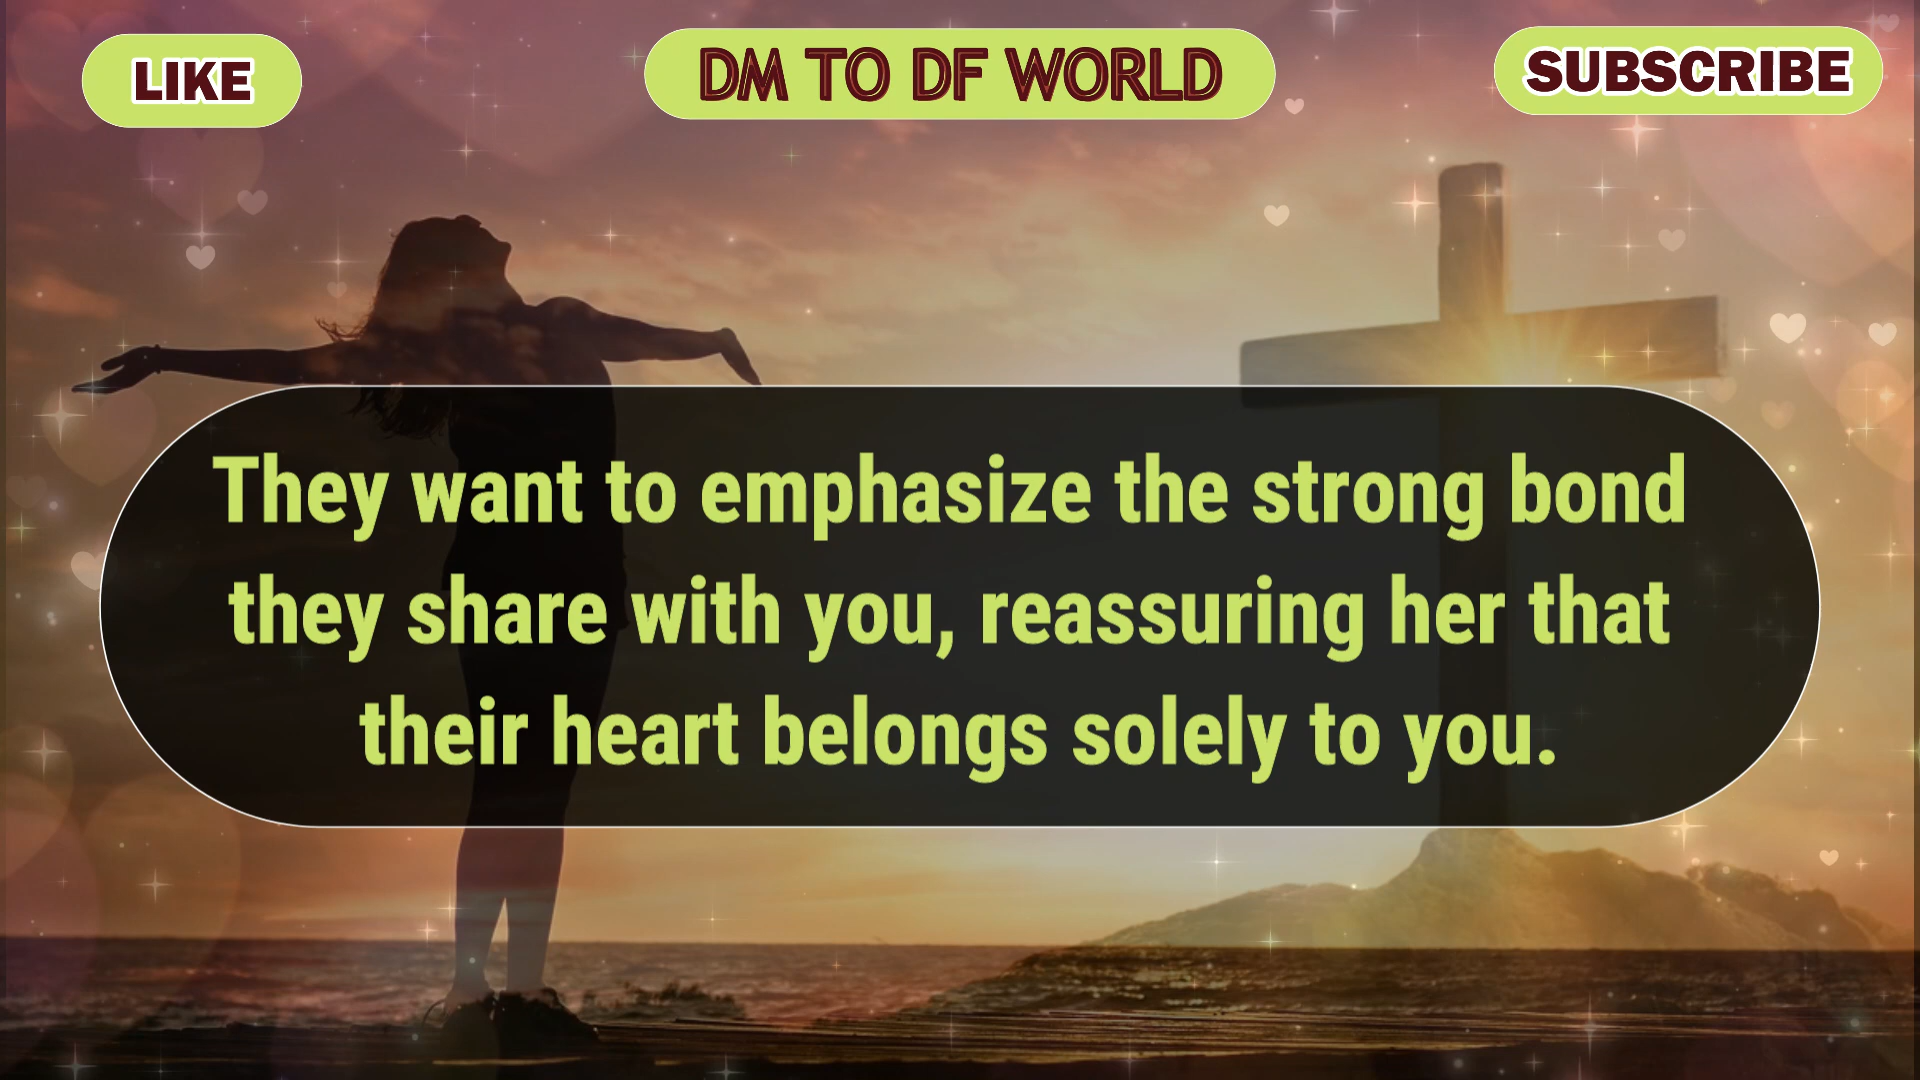 LIKE
DM TO DF WORLD
SUBSCRIBE
They want to emphasize the strong bond
they share with you, reassuring her that
their heart belongs solely to you.